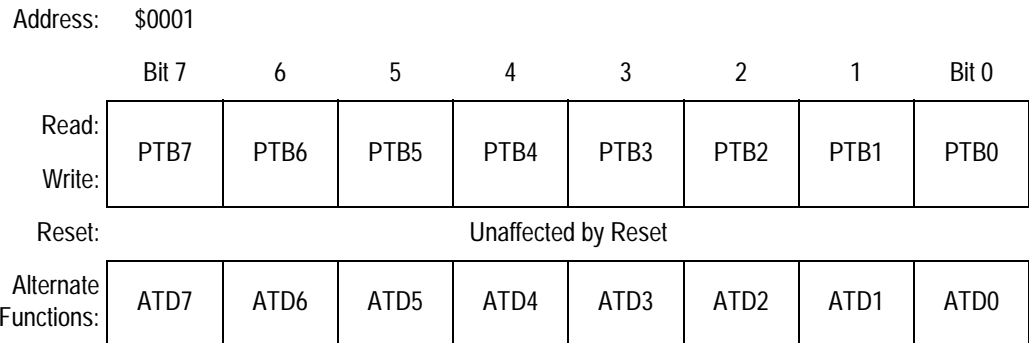 Address: $0001
Bit 7 6 5 4 3 2 1 Bit 0
Read:
PTB7 PTB6 PTB5 PTB4 PTB3 PTB2 PTB1 PTB0
Write:
Reset: Unaffected by Reset
Alternate
Functions: ATD7 ATD6 ATD5 ATD4 ATD3 ATD2 ATD1 ATD0